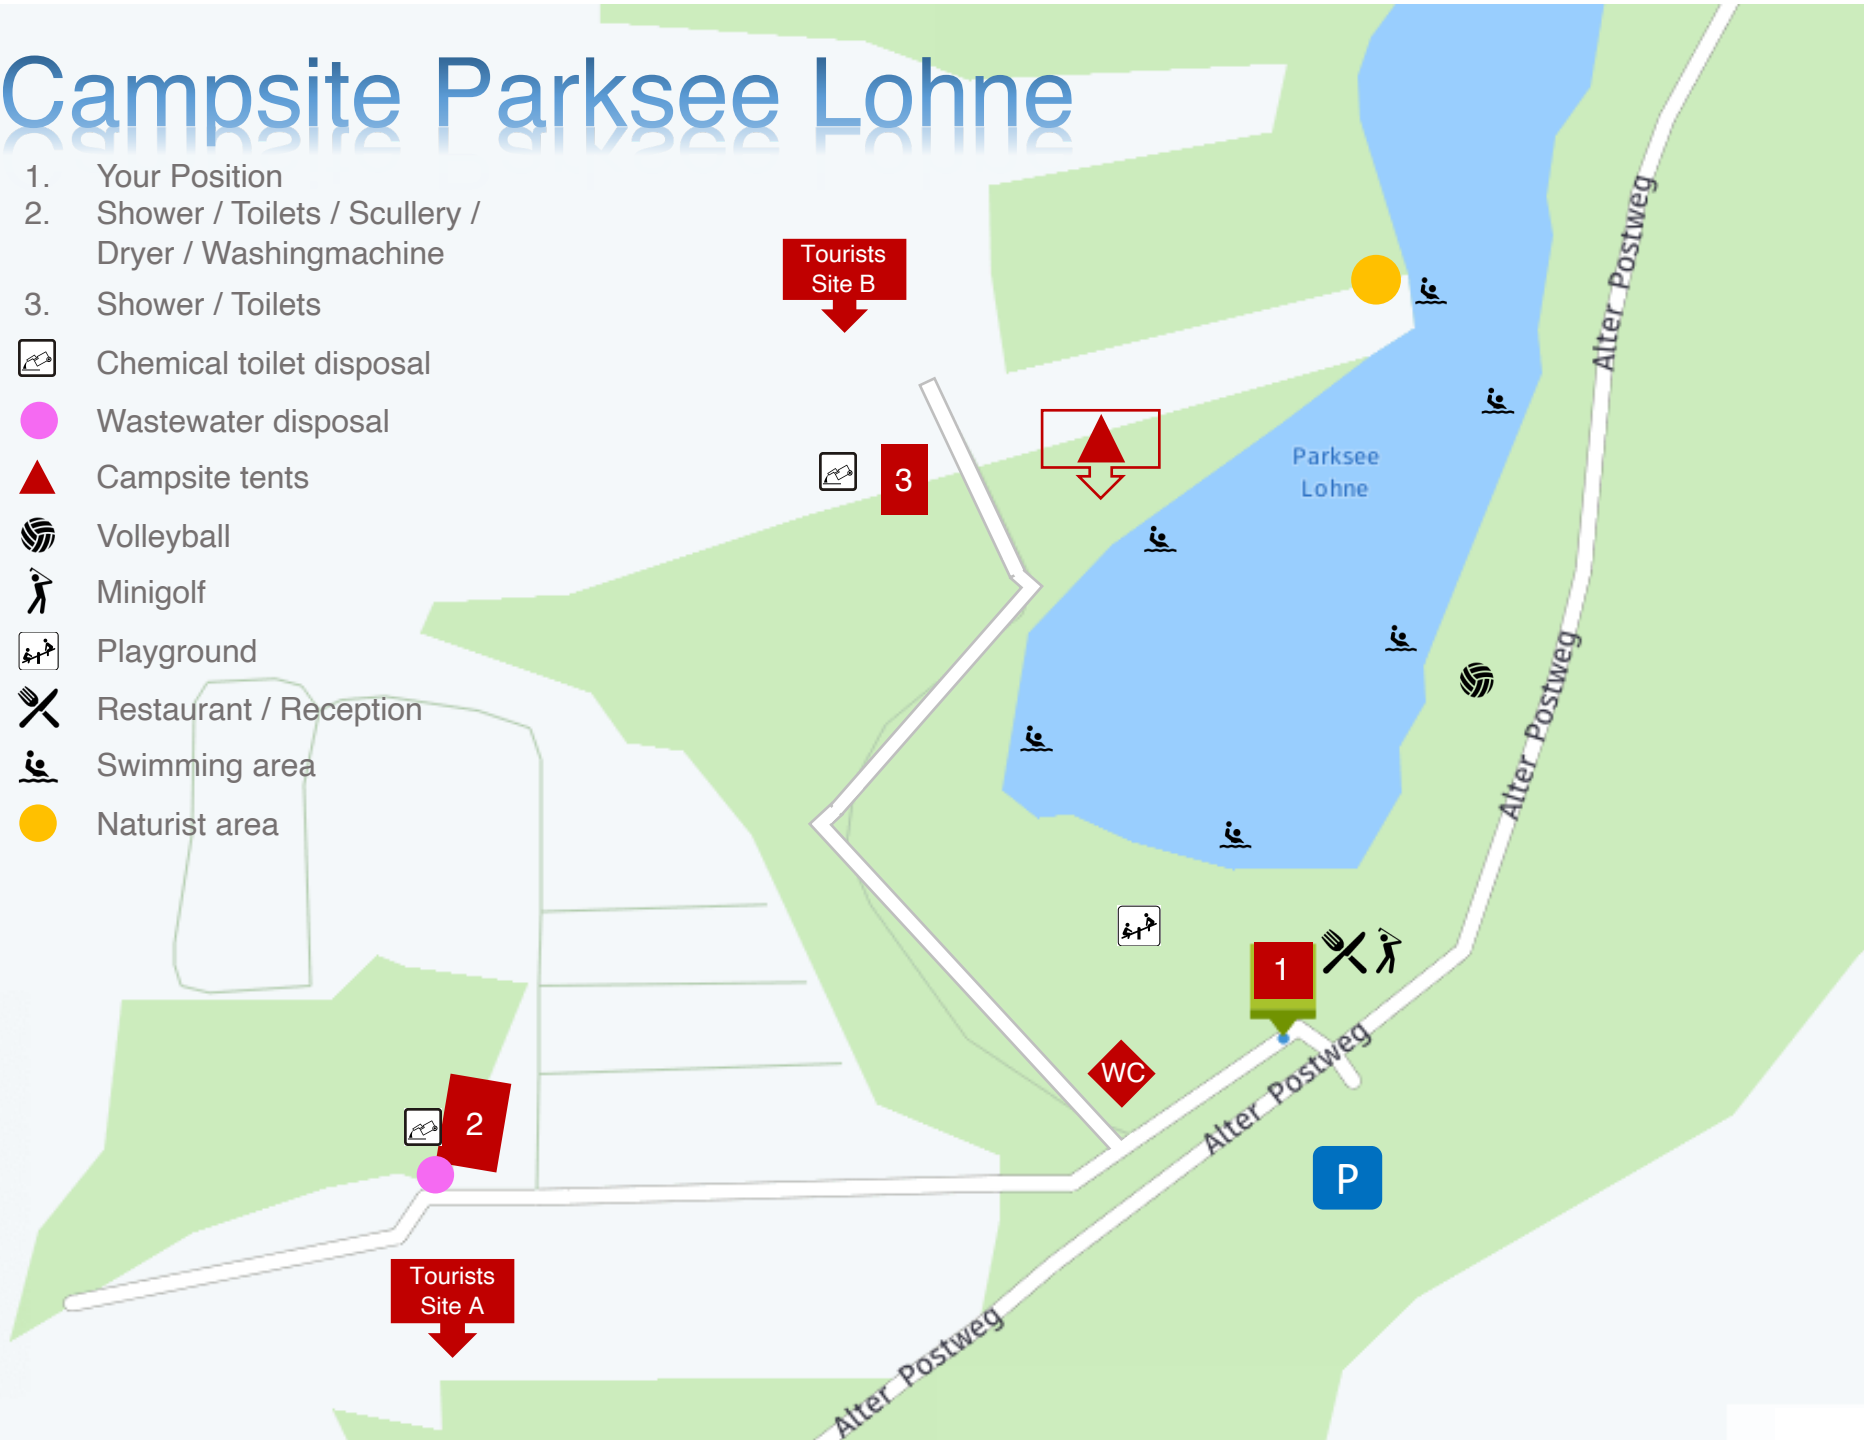 Campsite Parksee Lohne
1. Your Position
2. Shower / Toilets / Scullery /
Dryer / Washingmachine
3. Shower / Toilets
Chemical toilet disposal
Wastewater disposal
Campsite tents
Volleyball
Minigolf
Playground
Restaurant / Reception
Swimming area
Naturist area
Tourists
Site B
3
Parksee
Lohne
Alter Postweg
Alter Postweg
1
WC
Alter Postweg
P
2
Tourists
Site A
Alter Postweg